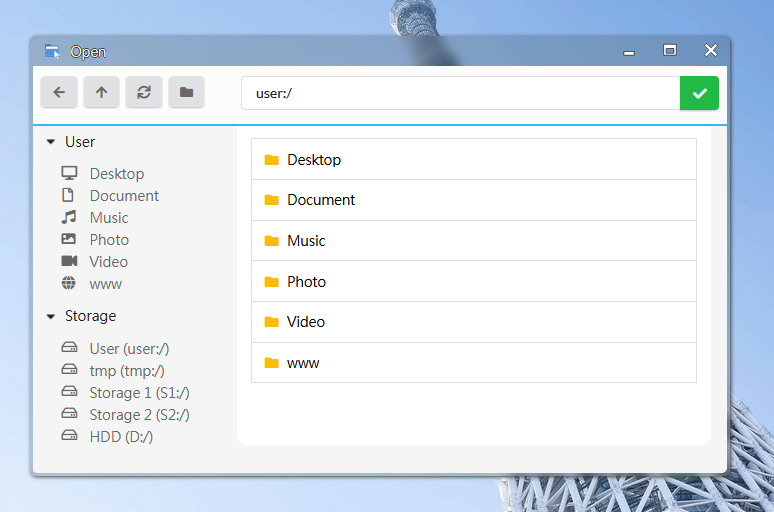 Open
user:/
User
Desktop
Document
Music
Photo
Video
www
Storage
User (user:/)
tmp (tmp:/)
Storage 1 (S1:/)
Storage 2 (S2:/)
HDD (D:/)
Desktop
Document
Music
Photo
Video
www